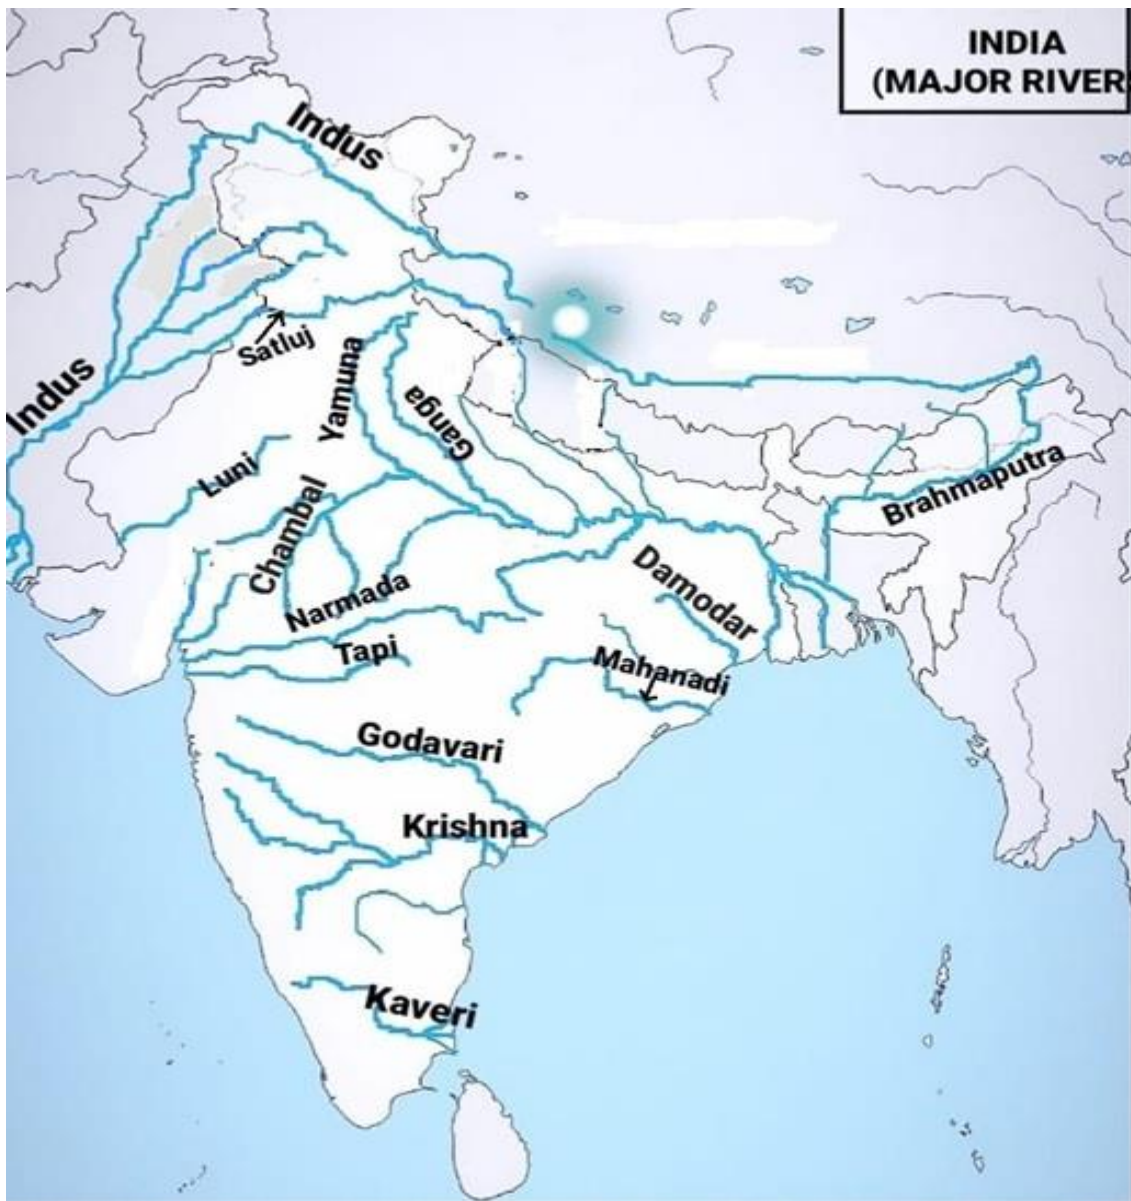 INDIA
(MAJOR RIVER
Indus
Satluj
Indus
Yamuna
Ganga
Luni
Chambal
Brahmaputra
Narmada
Damodar
Tapi
Mahanadi
Godavari
Krishna
Kaveri